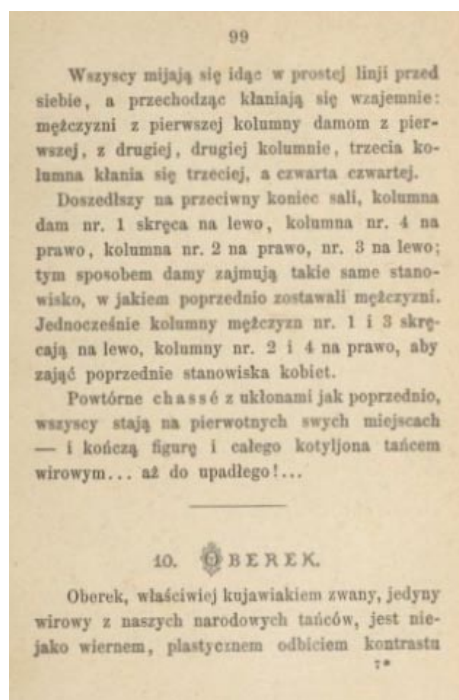 99
Wszyscy mijają się idąc w prostej linji przed
siebie, a przechodząc kłaniają się wzajemnie:
mężczyzni z pierwszej kolumny damom z pier-
wszej, z drugiej, drugiej kolumnie, trzecia ko-
lumna kłania się trzeciej, a czwarta czwartej.
Doszedłszy na przeciwny koniec sali, kolumna
dam nr. 1 skręca na lewo, kolumna nr. 4 na
prawo, kolumna nr. 2 na prawo, nr. 3 na lewo;
tym sposobem damy zajmują takie same stano-
wisko, w jakiem poprzednio zostawali mężczyzni.
Jednocześnie kolumny mężczyzn nr. 1 i 3 skrę-
cają na lewo, kolumny nr. 2 i 4 na prawo, aby
zająć poprzednie stanowiska kobiet.
Powtórne chassé z ukłonami jak poprzednio,
wszyscy stają na pierwotnych swych miejscach
— i kończą figurę i całego kotyljona tańcem
wirowym... aż do upadłego!...
10. OBEREK.
Oberek, właściwiej kujawiakiem zwany, jedyny
wirowy z naszych narodowych tańców, jest nie-
jako wiernem, plastycznem odbiciem kontrastu
7*